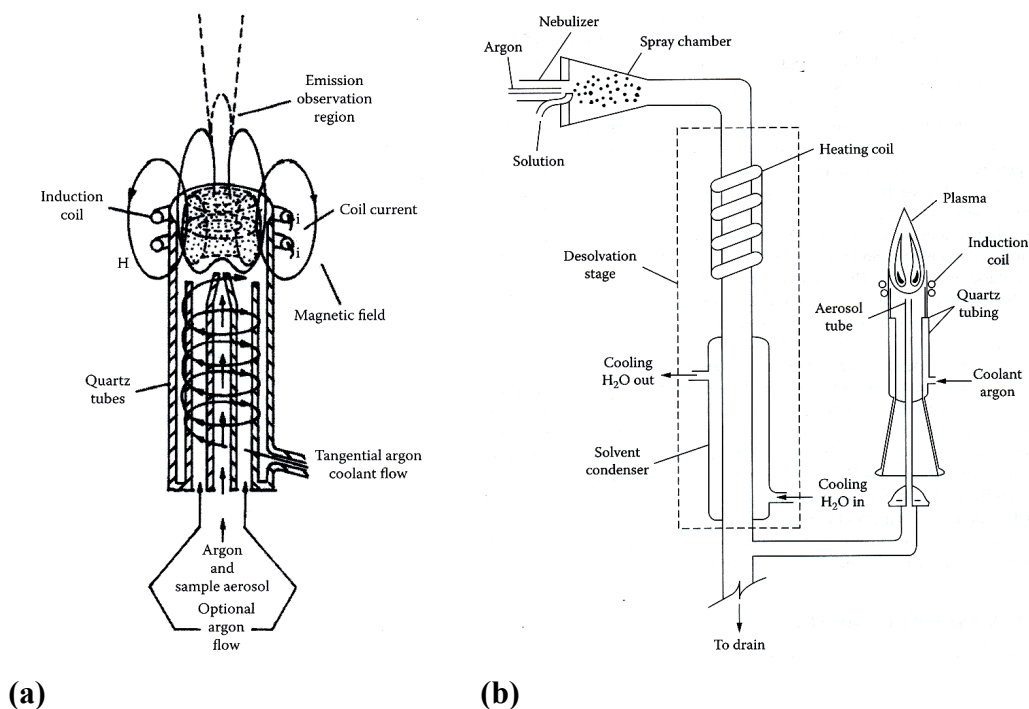 Emission
observation
region
Induction
coil
Coil current
i
i
H
Magnetic field
Quartz
tubes
Tangential argon
coolant flow
Argon
and
sample aerosol
Optional
argon
flow
(a)
Nebulizer
Argon
Spray chamber
Solution
Heating coil
Plasma
Desolvation
stage
Induction
coil
Aerosol
tube
Quartz
tubing
Cooling
H₂O out
Coolant
argon
Solvent
condenser
Cooling
H₂O in
To drain
(b)